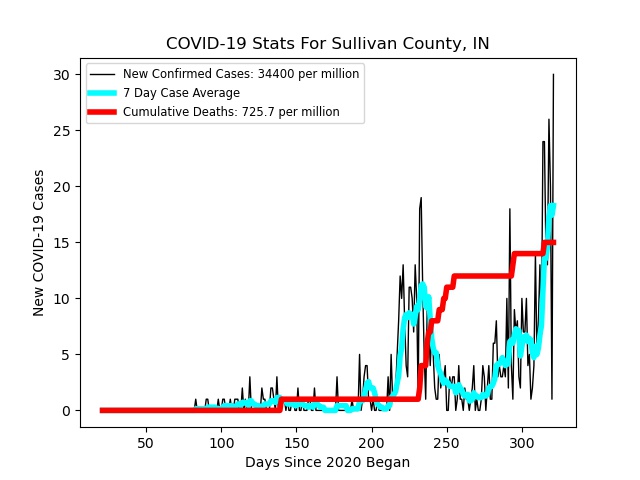 COVID-19 Stats For Sullivan County, IN
New Confirmed Cases: 34400 per million
7 Day Case Average
Cumulative Deaths: 725.7 per million
New COVID-19 Cases
30
25
20
15
10
5
0
50 100 150 200 250 300
Days Since 2020 Began